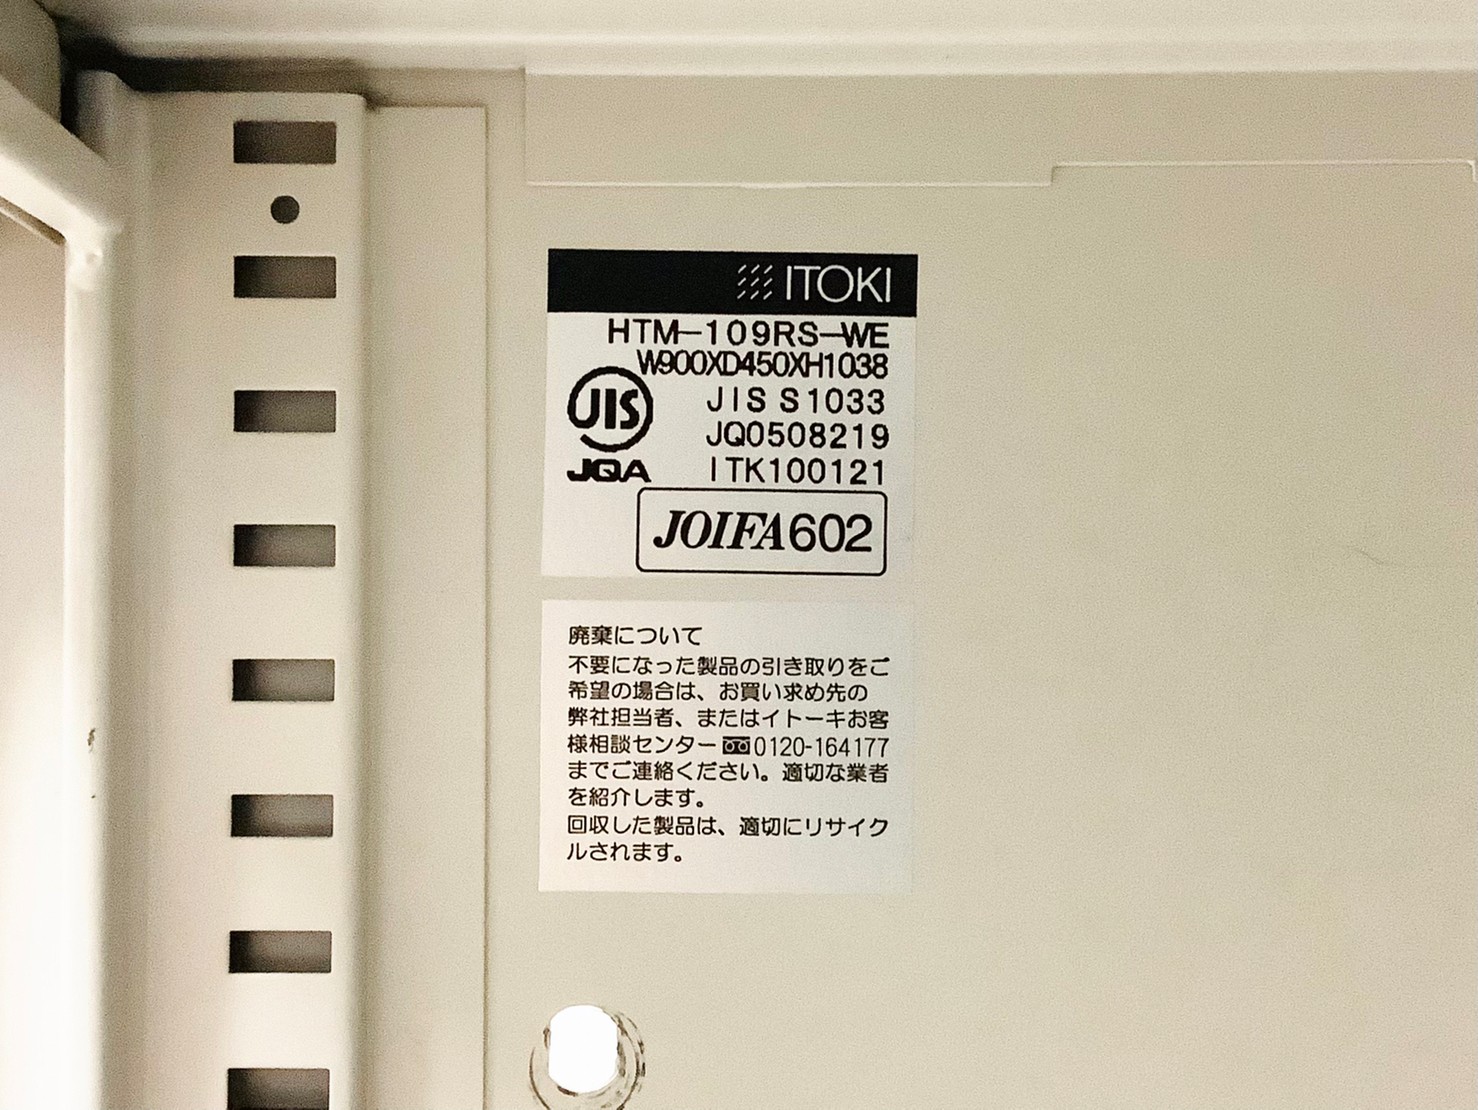 ITOKI
HTM-109RS-WE
W900XD450XH1038
JIS
JIS S1033
JQ0508219
JQA
ITK100121
JOIFA602
廃棄について
不要になった製品の引き取りをご
希望の場合は、お買い求め先の
弊社担当者、またはイトーキお客
様相談センター0120-164177
までご連絡ください。適切な業者
を紹介します。
回収した製品は、適切にリサイク
ルされます。